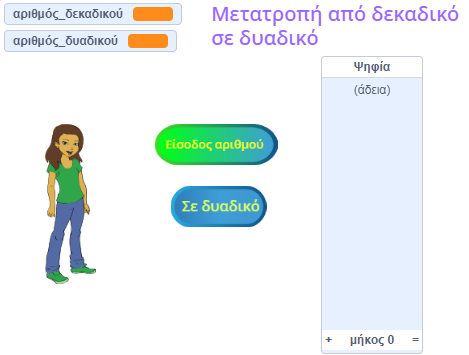 αριθμός_δεκαδικού
αριθμός_δυαδικού
Μετατροπή από δεκαδικό
σε δυαδικό
Ψηφία
(άδεια)
Είσοδος αριθμού
Σε δυαδικό
+ μήκος 0 =